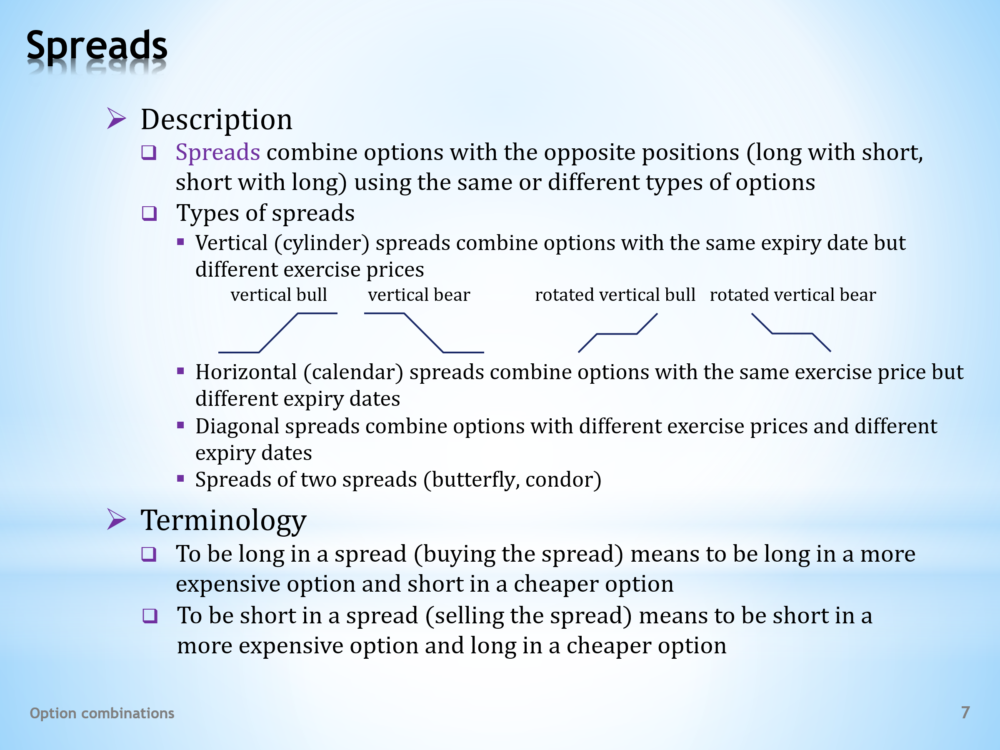 Spreads
Description
Spreads combine options with the opposite positions (long with short,
short with long) using the same or different types of options
Types of spreads
Vertical (cylinder) spreads combine options with the same expiry date but
different exercise prices
vertical bull vertical bear rotated vertical bull rotated vertical bear
Horizontal (calendar) spreads combine options with the same exercise price but
different expiry dates
Diagonal spreads combine options with different exercise prices and different
expiry dates
Spreads of two spreads (butterfly, condor)
Terminology
To be long in a spread (buying the spread) means to be long in a more
expensive option and short in a cheaper option
To be short in a spread (selling the spread) means to be short in a
more expensive option and long in a cheaper option
Option combinations 7